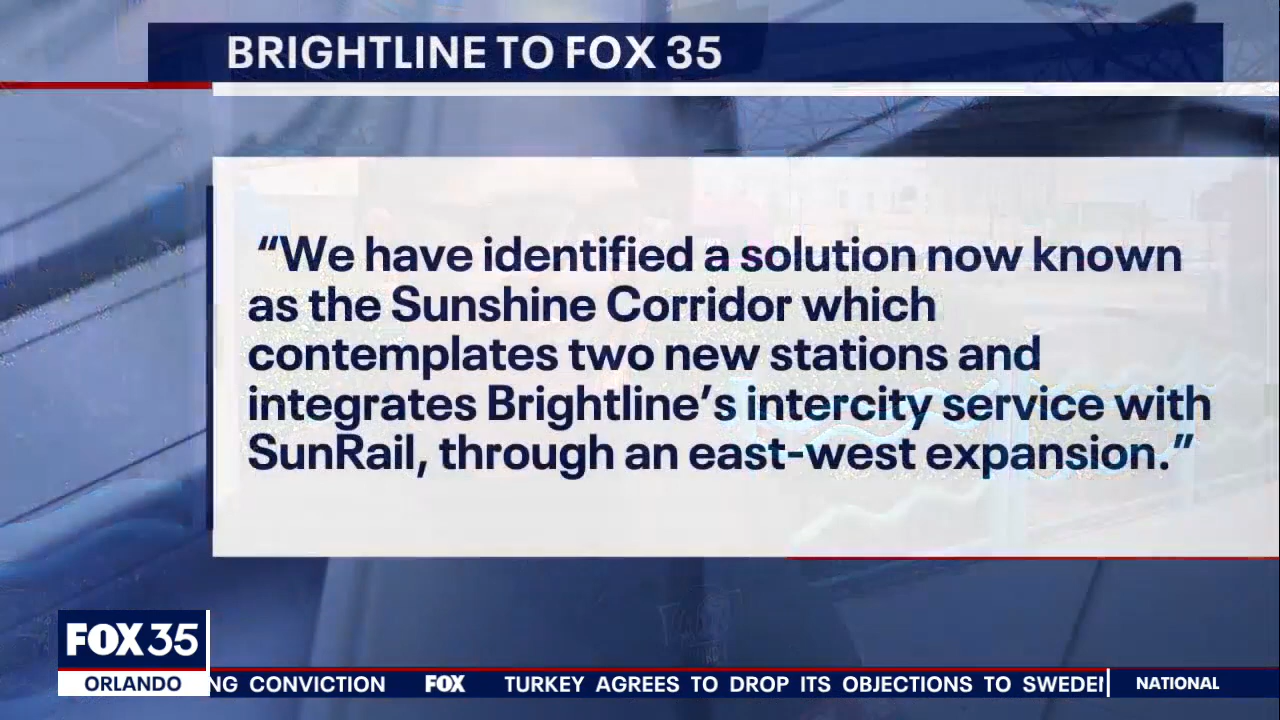 BRIGHTLINE TO FOX 35
“We have identified a solution now known
as the Sunshine Corridor which
contemplates two new stations and
integrates Brightline’s intercity service with
SunRail, through an east-west expansion.”
FOX 35
ORLANDO
NG CONVICTION FOX TURKEY AGREES TO DROP ITS OBJECTIONS TO SWEDE NATIONAL